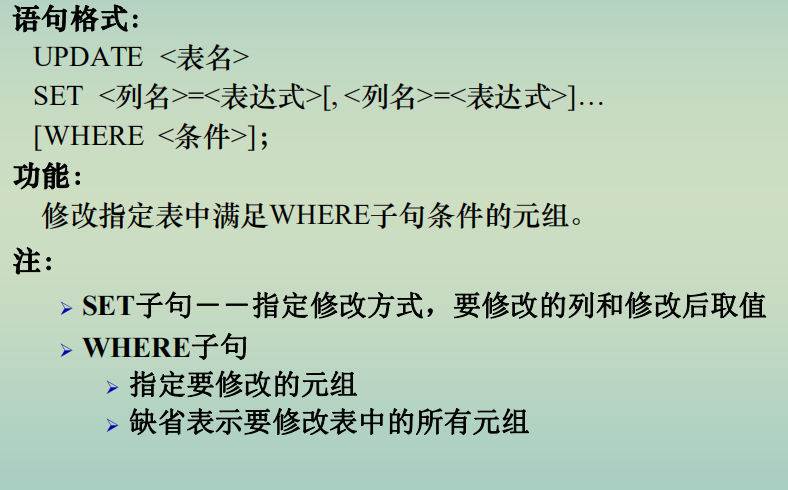 语句格式:
UPDATE <表名>
SET <列名>=<表达式>[, <列名>=<表达式>]…
[WHERE <条件>];
功能:
修改指定表中满足WHERE子句条件的元组。
注:
SET子句－－指定修改方式，要修改的列和修改后取值
WHERE子句
指定要修改的元组
缺省表示要修改表中的所有元组